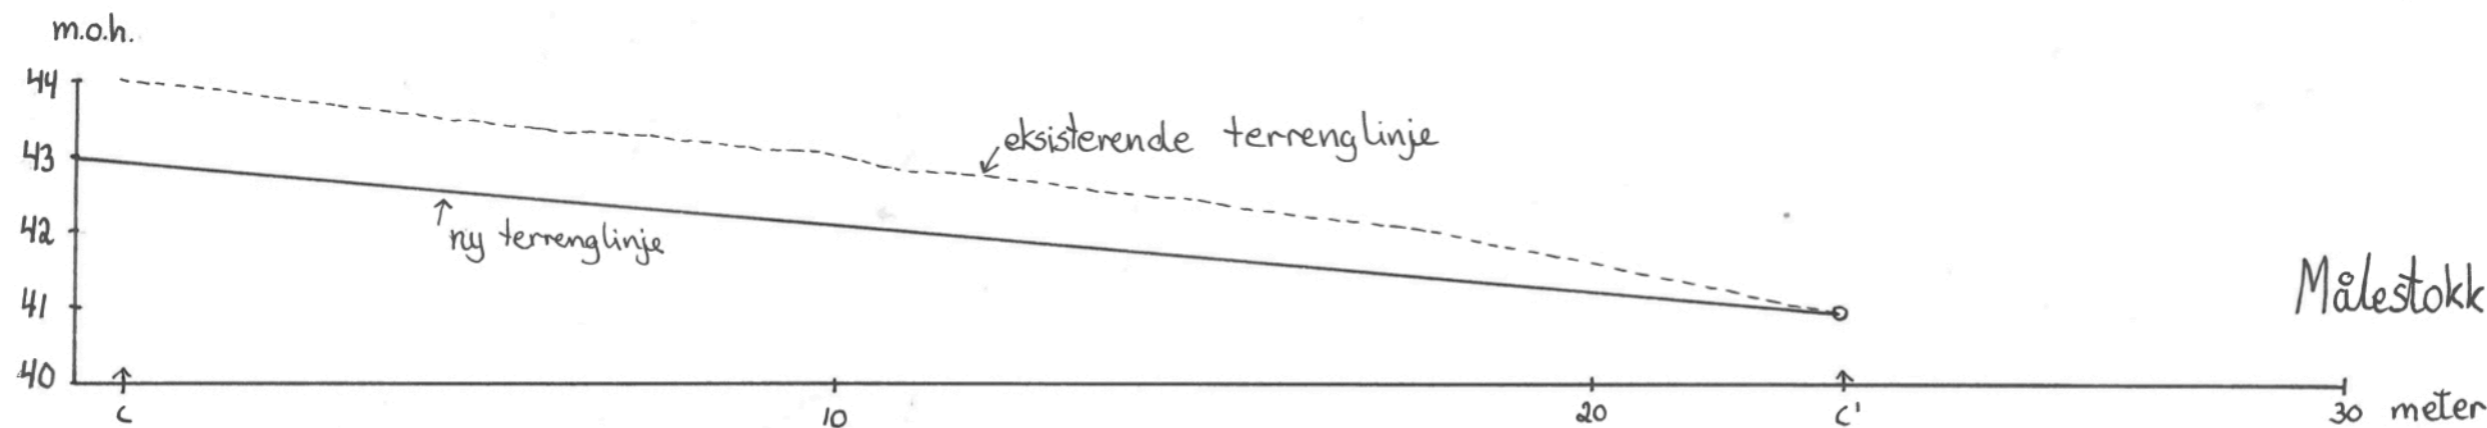 m.o.h.
44
43
42
41
40
eksisterende terrenglinje
ny terrenglinje
Målestokk
C
10
20
C'
30 meter